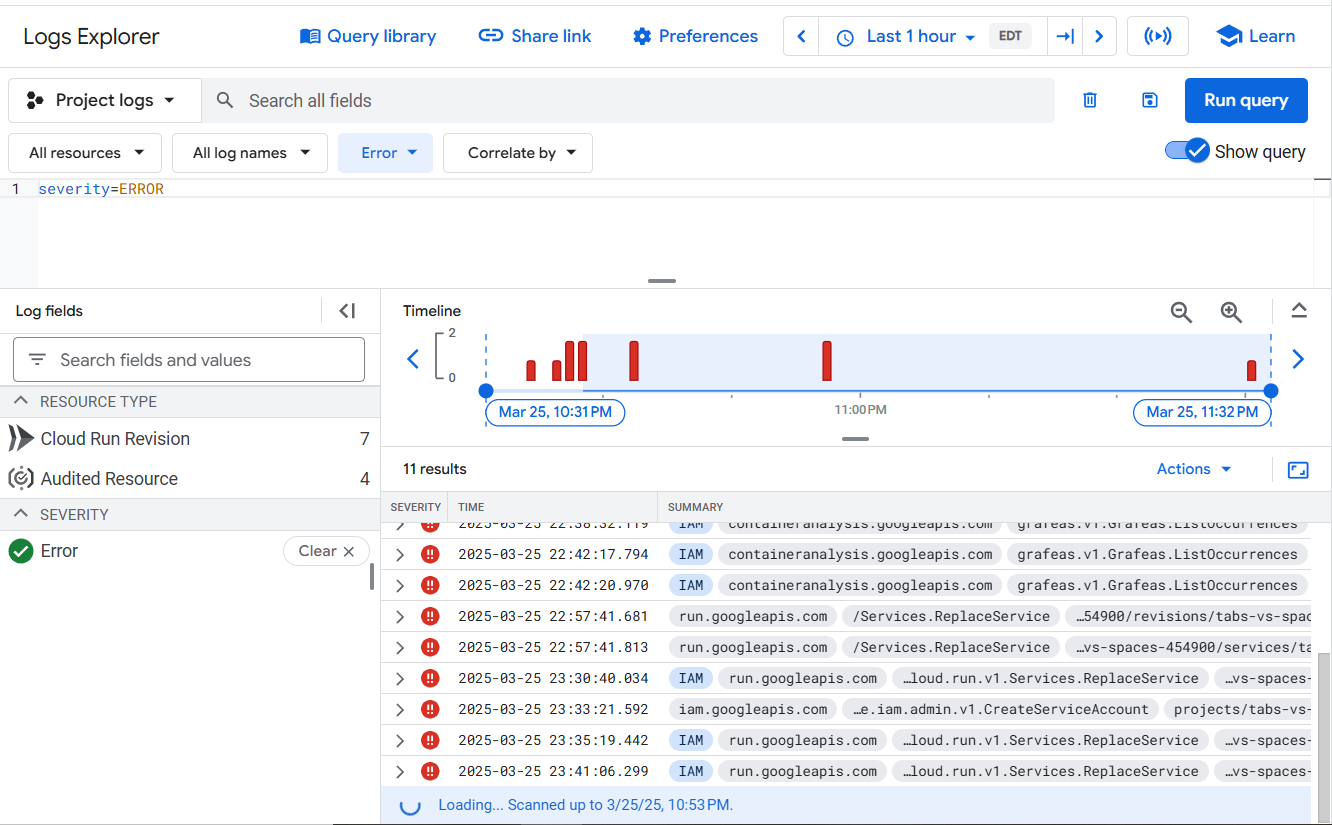 Logs Explorer Query library Share link Preferences Last 1 hour EDT Learn
Project logs Search all fields Run query
All resources All log names Error Correlate by Show query
1 severity=ERROR
Log fields Timeline
Search fields and values 2
0
RESOURCE TYPE
Mar 25, 10:31 PM 11:00 PM Mar 25, 11:32 PM
Cloud Run Revision 7
11 results Actions
Audited Resource 4
SEVERITY TIME SUMMARY
SEVERITY
2025-03-25 22:38:32.119 IAM containeranalysis.googleapis.com grafeas.v1.Grafeas.ListOccurrences
Error Clear
2025-03-25 22:42:17.794 IAM containeranalysis.googleapis.com grafeas.v1.Grafeas.ListOccurrences
2025-03-25 22:42:20.970 IAM containeranalysis.googleapis.com grafeas.v1.Grafeas.ListOccurrences
2025-03-25 22:57:41.681 run.googleapis.com /Services.ReplaceService …54900/revisions/tabs-vs-spac
2025-03-25 22:57:41.813 run.googleapis.com /Services.ReplaceService …vs-spaces-454900/services/ta
2025-03-25 23:30:40.034 IAM run.googleapis.com …loud.run.v1.Services.ReplaceService …vs-spaces-
2025-03-25 23:33:21.592 iam.googleapis.com …e.iam.admin.v1.CreateServiceAccount projects/tabs-vs-
2025-03-25 23:35:19.442 IAM run.googleapis.com …loud.run.v1.Services.ReplaceService …vs-spaces-
2025-03-25 23:41:06.299 IAM run.googleapis.com …loud.run.v1.Services.ReplaceService …vs-spaces-
Loading... Scanned up to 3/25/25, 10:53 PM.